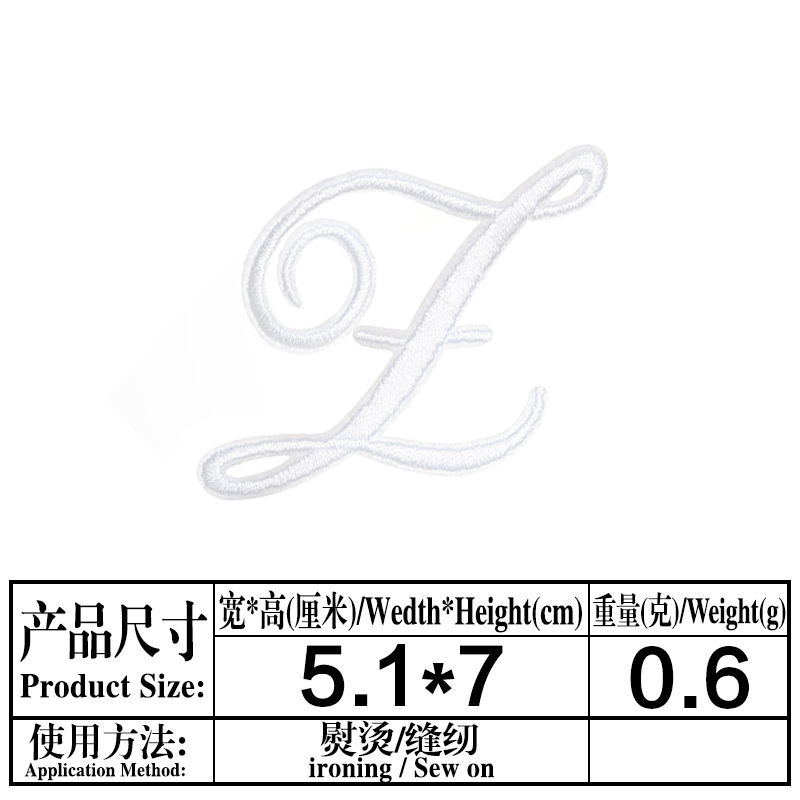 Z
产品尺寸
Product Size:
宽*高(厘米)/Wedth*Height(cm)
重量(克)/Weight(g)
5.1*7
0.6
使用方法:
Application Method:
熨烫/缝纫
ironing / Sew on